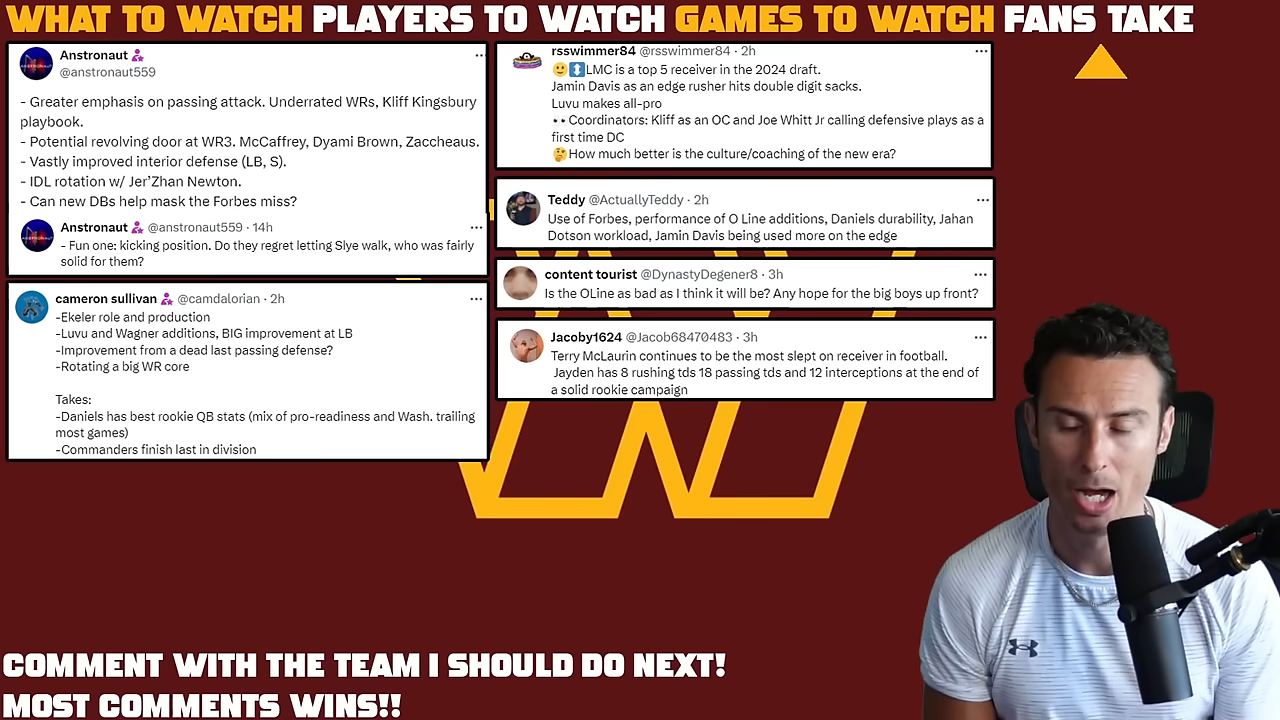 WHAT TO WATCH PLAYERS TO WATCH GAMES TO WATCH FANS TAKE
Anstronaut
@anstronaut559
- Greater emphasis on passing attack. Underrated WRs, Kliff Kingsbury
playbook.
- Potential revolving door at WR3. McCaffrey, Dyami Brown, Zaccheaus.
- Vastly improved interior defense (LB, S).
- IDL rotation w/ Jer'Zhan Newton.
- Can new DBs help mask the Forbes miss?
Anstronaut @anstronaut559 · 14h
- Fun one: kicking position. Do they regret letting Slye walk, who was fairly
solid for them?
cameron sullivan @camdalorian · 2h
-Ekeler role and production
-Luvu and Wagner additions, BIG improvement at LB
-Improvement from a dead last passing defense?
-Rotating a big WR core
Takes:
-Daniels has best rookie QB stats (mix of pro-readiness and Wash. trailing
most games)
-Commanders finish last in division
rsswimmer84 @rsswimmer84 · 2h
LMC is a top 5 receiver in the 2024 draft.
Jamin Davis as an edge rusher hits double digit sacks.
Luvu makes all-pro
👀Coordinators: Kliff as an OC and Joe Whitt Jr calling defensive plays as a
first time DC
🤔How much better is the culture/coaching of the new era?
Teddy @ActuallyTeddy · 2h
Use of Forbes, performance of O Line additions, Daniels durability, Jahan
Dotson workload, Jamin Davis being used more on the edge
content tourist @DynastyDegener8 · 3h
Is the OLine as bad as I think it will be? Any hope for the big boys up front?
Jacoby1624 @Jacob68470483 · 3h
Terry McLaurin continues to be the most slept on receiver in football.
Jayden has 8 rushing tds 18 passing tds and 12 interceptions at the end of
a solid rookie campaign
COMMENT WITH THE TEAM I SHOULD DO NEXT!
MOST COMMENTS WINS!!